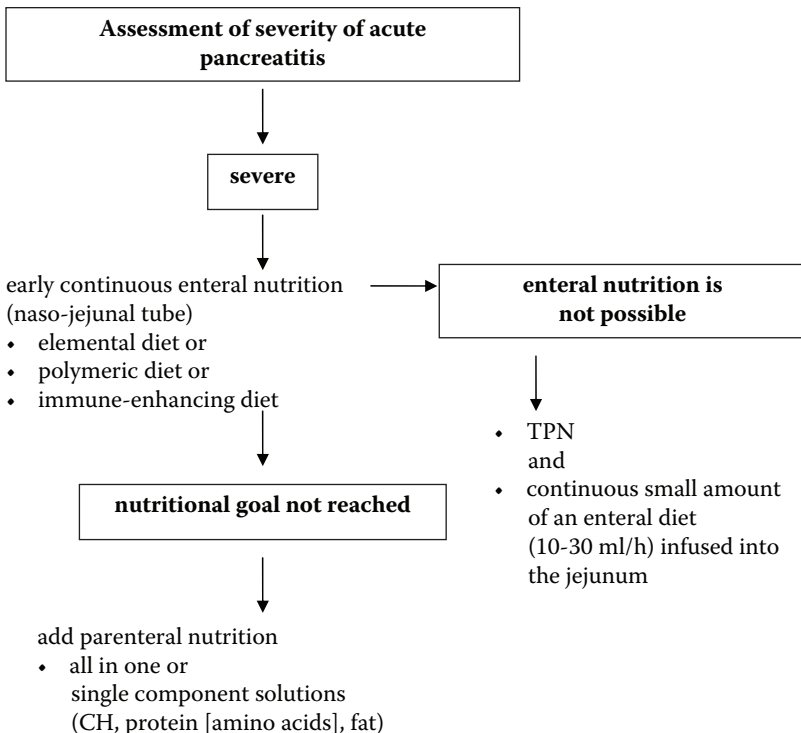 Assessment of severity of acute
pancreatitis
severe
early continuous enteral nutrition
(naso-jejunal tube)
• elemental diet or
• polymeric diet or
• immune-enhancing diet
enteral nutrition is
not possible
• TPN
and
• continuous small amount
of an enteral diet
(10-30 ml/h) infused into
the jejunum
nutritional goal not reached
add parenteral nutrition
• all in one or
single component solutions
(CH, protein [amino acids], fat)